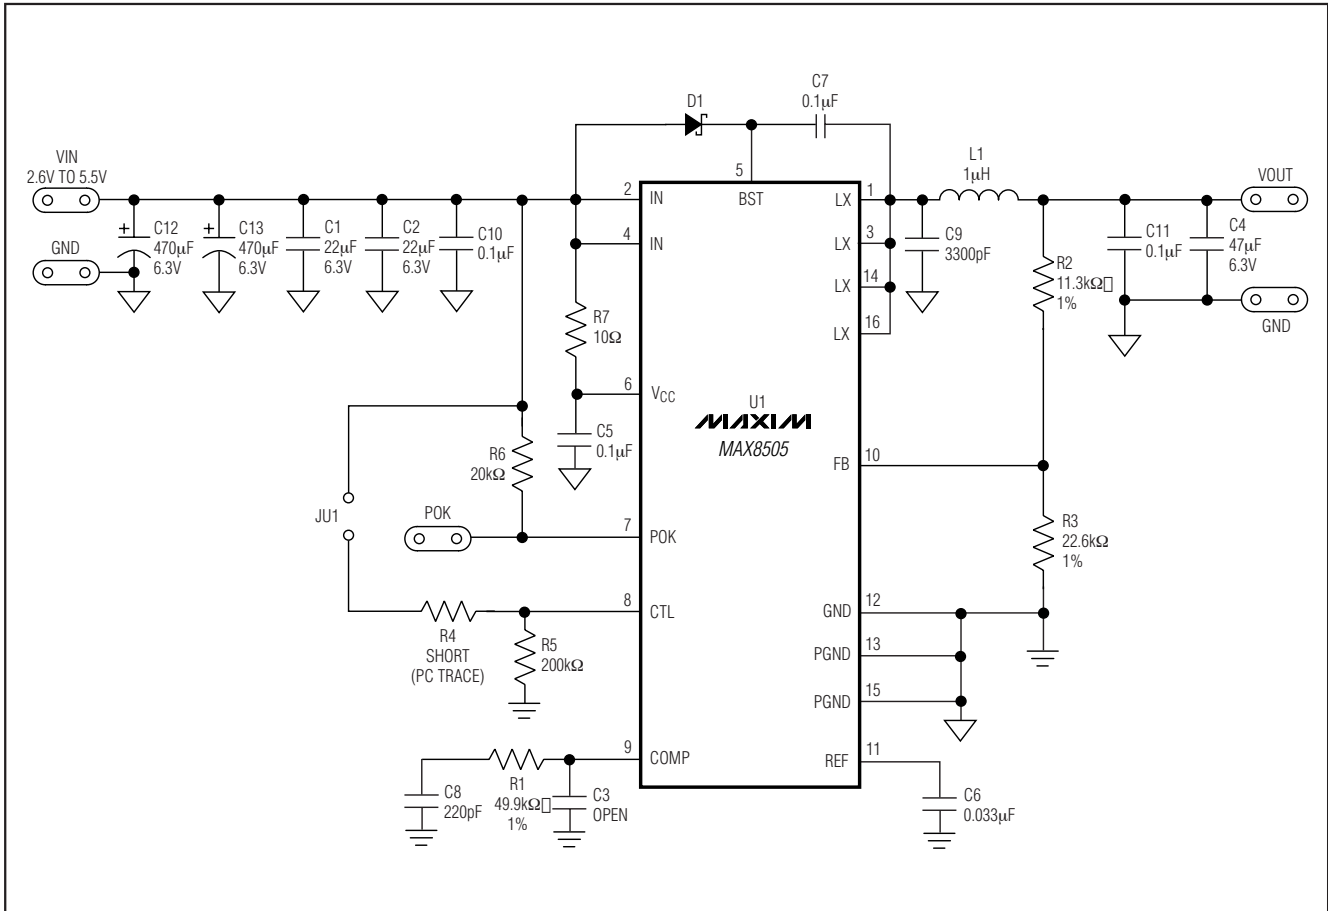 C7
0.1µF
D1
VIN
2.6V TO 5.5V
GND
C12
470µF
6.3V
C13
470µF
6.3V
C1
22µF
6.3V
C2
22µF
6.3V
C10
0.1µF
+
+
5
BST
2
IN
4
IN
R7
10Ω
6
VCC
C5
0.1µF
R6
20kΩ
JU1
POK
7
POK
8
CTL
R4
SHORT
(PC TRACE)
R5
200kΩ
9
COMP
C8
220pF
R1
49.9kΩ▯
1%
C3
OPEN
U1
MAXIM
MAX8505
LX
1
LX
3
LX
14
LX
16
L1
1µH
C9
3300pF
R2
11.3kΩ▯
1%
C11
0.1µF
C4
47µF
6.3V
VOUT
GND
FB
10
R3
22.6kΩ
1%
GND
12
PGND
13
PGND
15
REF
11
C6
0.033µF